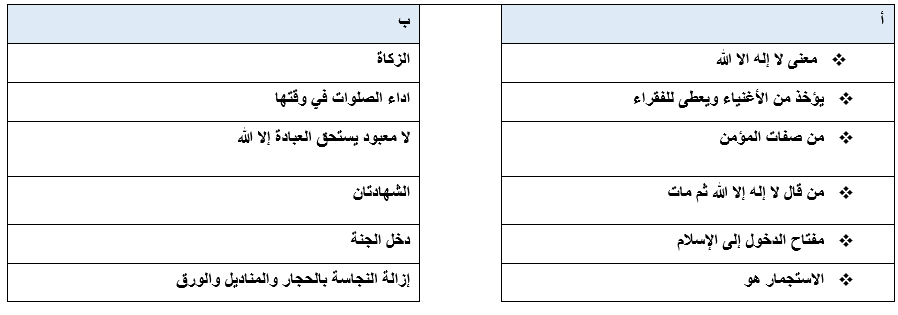 أ
ب
❖ معنى لا إله الا الله
الزكاة
❖ يؤخذ من الأغنياء ويعطى للفقراء
اداء الصلوات في وقتها
❖ من صفات المؤمن
لا معبود يستحق العبادة إلا الله
❖ من قال لا إله إلا الله ثم مات
الشهادتان
❖ مفتاح الدخول إلى الإسلام
دخل الجنة
❖ الاستجمار هو
إزالة النجاسة بالحجار والمناديل والورق